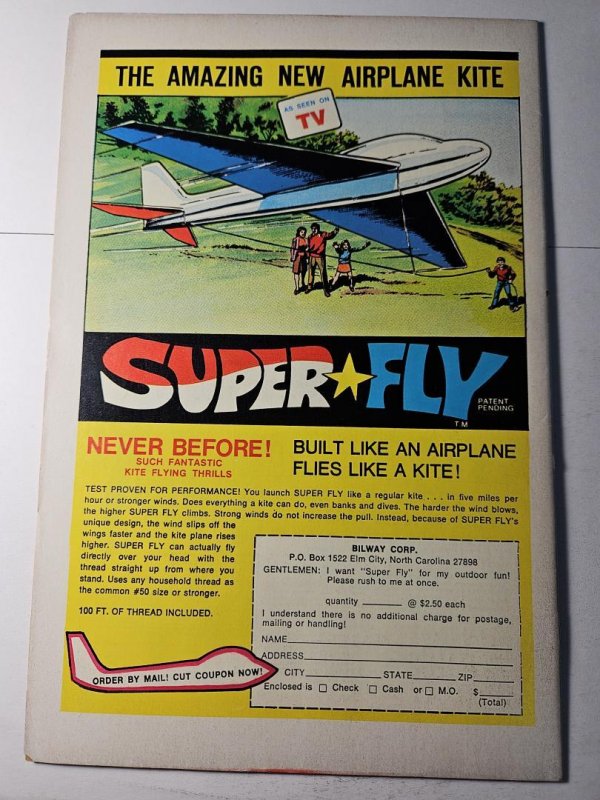 THE AMAZING NEW AIRPLANE KITE
AS SEEN ON
TV
SUPER FLY
PATENT
PENDING
TM
NEVER BEFORE!
SUCH FANTASTIC
KITE FLYING THRILLS
BUILT LIKE AN AIRPLANE
FLIES LIKE A KITE!
TEST PROVEN FOR PERFORMANCE! You launch SUPER FLY like a regular kite . . . in five miles per
hour or stronger winds. Does everything a kite can do, even banks and dives. The harder the wind blows,
the higher SUPER FLY climbs. Strong winds do not increase the pull. Instead, because of SUPER FLY's
unique design, the wind slips off the
wings faster and the kite plane rises
higher. SUPER FLY can actually fly
directly over your head with the
thread straight up from where you
stand. Uses any household thread as
the common #50 size or stronger.
100 FT. OF THREAD INCLUDED.
ORDER BY MAIL! CUT COUPON NOW!
BILWAY CORP.
P.O. Box 1522 Elm City, North Carolina 27898
GENTLEMEN: I want "Super Fly" for my outdoor fun!
Please rush to me at once.
quantity ______ @ $2.50 each
I understand there is no additional charge for postage,
mailing or handling!
NAME
ADDRESS
CITY STATE ZIP
Enclosed is □ Check □ Cash or □ M.O. $
(Total)